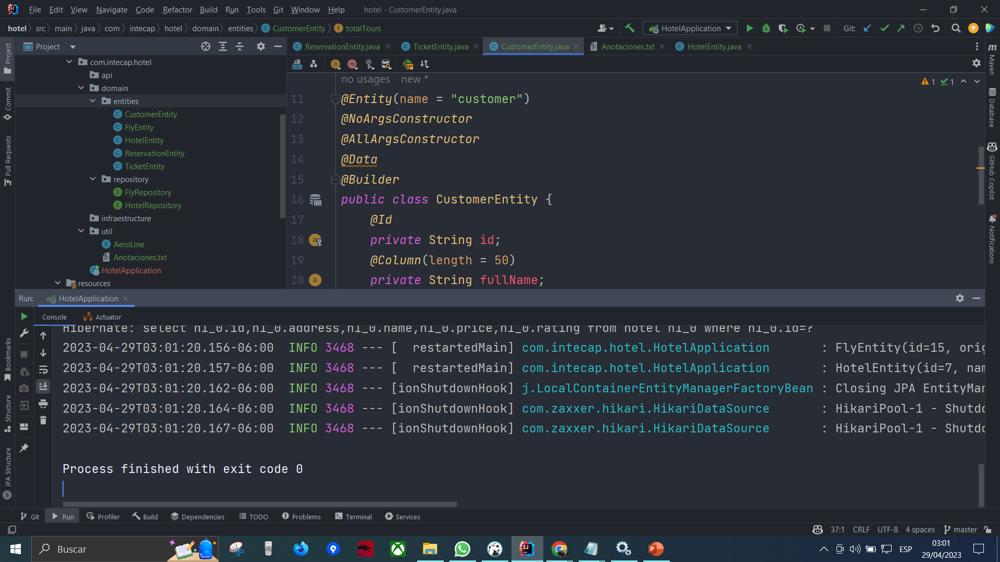 File Edit View Navigate Code Refactor Build Run Tools Git Window Help hotel - CustomerEntity.java
hotel src main java com intecap hotel domain entities CustomerEntity totalTours HotelApplication Git:
Project ReservationEntity.java TicketEntity.java CustomerEntity.java Anotaciones.txt HotelEntity.java
com.intecap.hotel
api
domain
entities
CustomerEntity
FlyEntity
HotelEntity
ReservationEntity
TicketEntity
repository
FlyRepository
HotelRepository
infraestructure
util
AeroLine
Anotaciones.txt
HotelApplication
resources
no usages new *
1 1
11 @Entity(name = "customer")
12 @NoArgsConstructor
13 @AllArgsConstructor
14 @Data
15 @Builder
16 public class CustomerEntity {
17 @Id
18 private String id;
19 @Column(length = 50)
20 private String fullName;
Project
Commit
Pull Requests
Bookmarks
Structure
JPA Structure
Maven
Database
GitHub Copilot
Notifications
Run: HotelApplication
Console Actuator
Hibernate: select h1_0.id,h1_0.address,h1_0.name,h1_0.price,h1_0.rating from hotel h1_0 where h1_0.id=?
2023-04-29T03:01:20.156-06:00 INFO 3468 --- [ restartedMain] com.intecap.hotel.HotelApplication : FlyEntity(id=15, orig
2023-04-29T03:01:20.157-06:00 INFO 3468 --- [ restartedMain] com.intecap.hotel.HotelApplication : HotelEntity(id=7, nam
2023-04-29T03:01:20.162-06:00 INFO 3468 --- [ionShutdownHook] j.LocalContainerEntityManagerFactoryBean : Closing JPA EntityMan
2023-04-29T03:01:20.164-06:00 INFO 3468 --- [ionShutdownHook] com.zaxxer.hikari.HikariDataSource : HikariPool-1 - Shutdo
2023-04-29T03:01:20.167-06:00 INFO 3468 --- [ionShutdownHook] com.zaxxer.hikari.HikariDataSource : HikariPool-1 - Shutdo
Process finished with exit code 0
Git Run Profiler Build Dependencies TODO Problems Terminal Services
37:1 CRLF UTF-8 4 spaces master
Buscar
ESP
03:01
29/04/2023